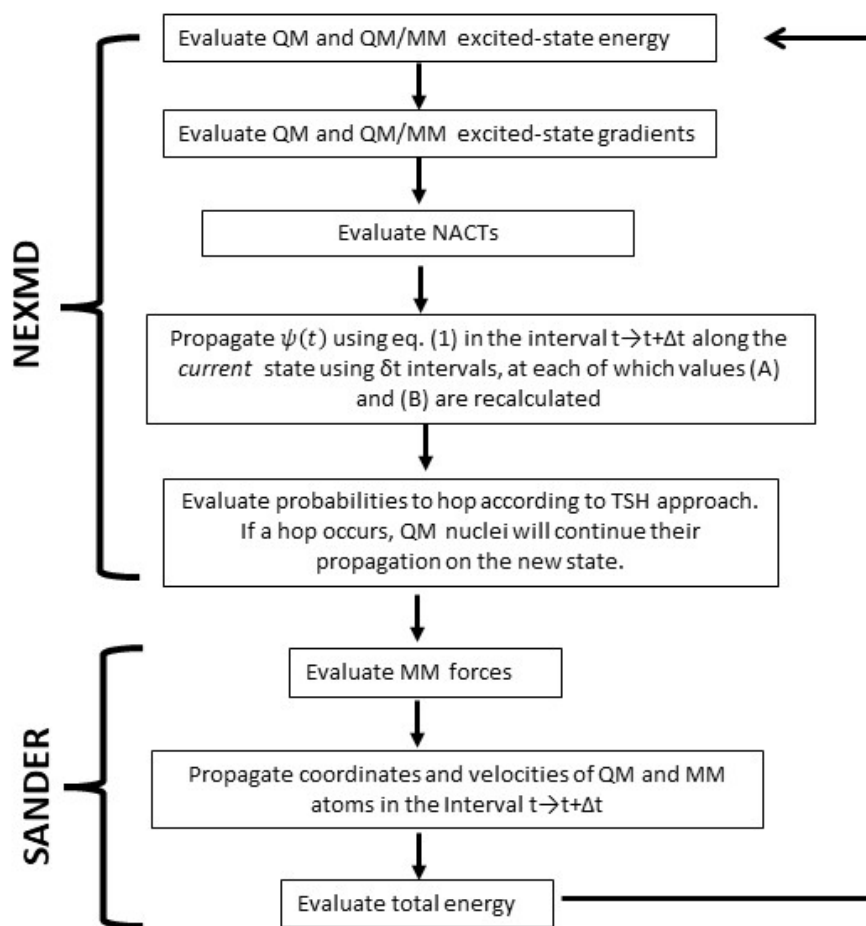 NEXMD
Evaluate QM and QM/MM excited-state energy
Evaluate QM and QM/MM excited-state gradients
Evaluate NACTs
Propagate ψ(t) using eq. (1) in the interval t→t+Δt along the
current state using δt intervals, at each of which values (A)
and (B) are recalculated
Evaluate probabilities to hop according to TSH approach.
If a hop occurs, QM nuclei will continue their
propagation on the new state.
SANDER
Evaluate MM forces
Propagate coordinates and velocities of QM and MM
atoms in the Interval t→t+Δt
Evaluate total energy